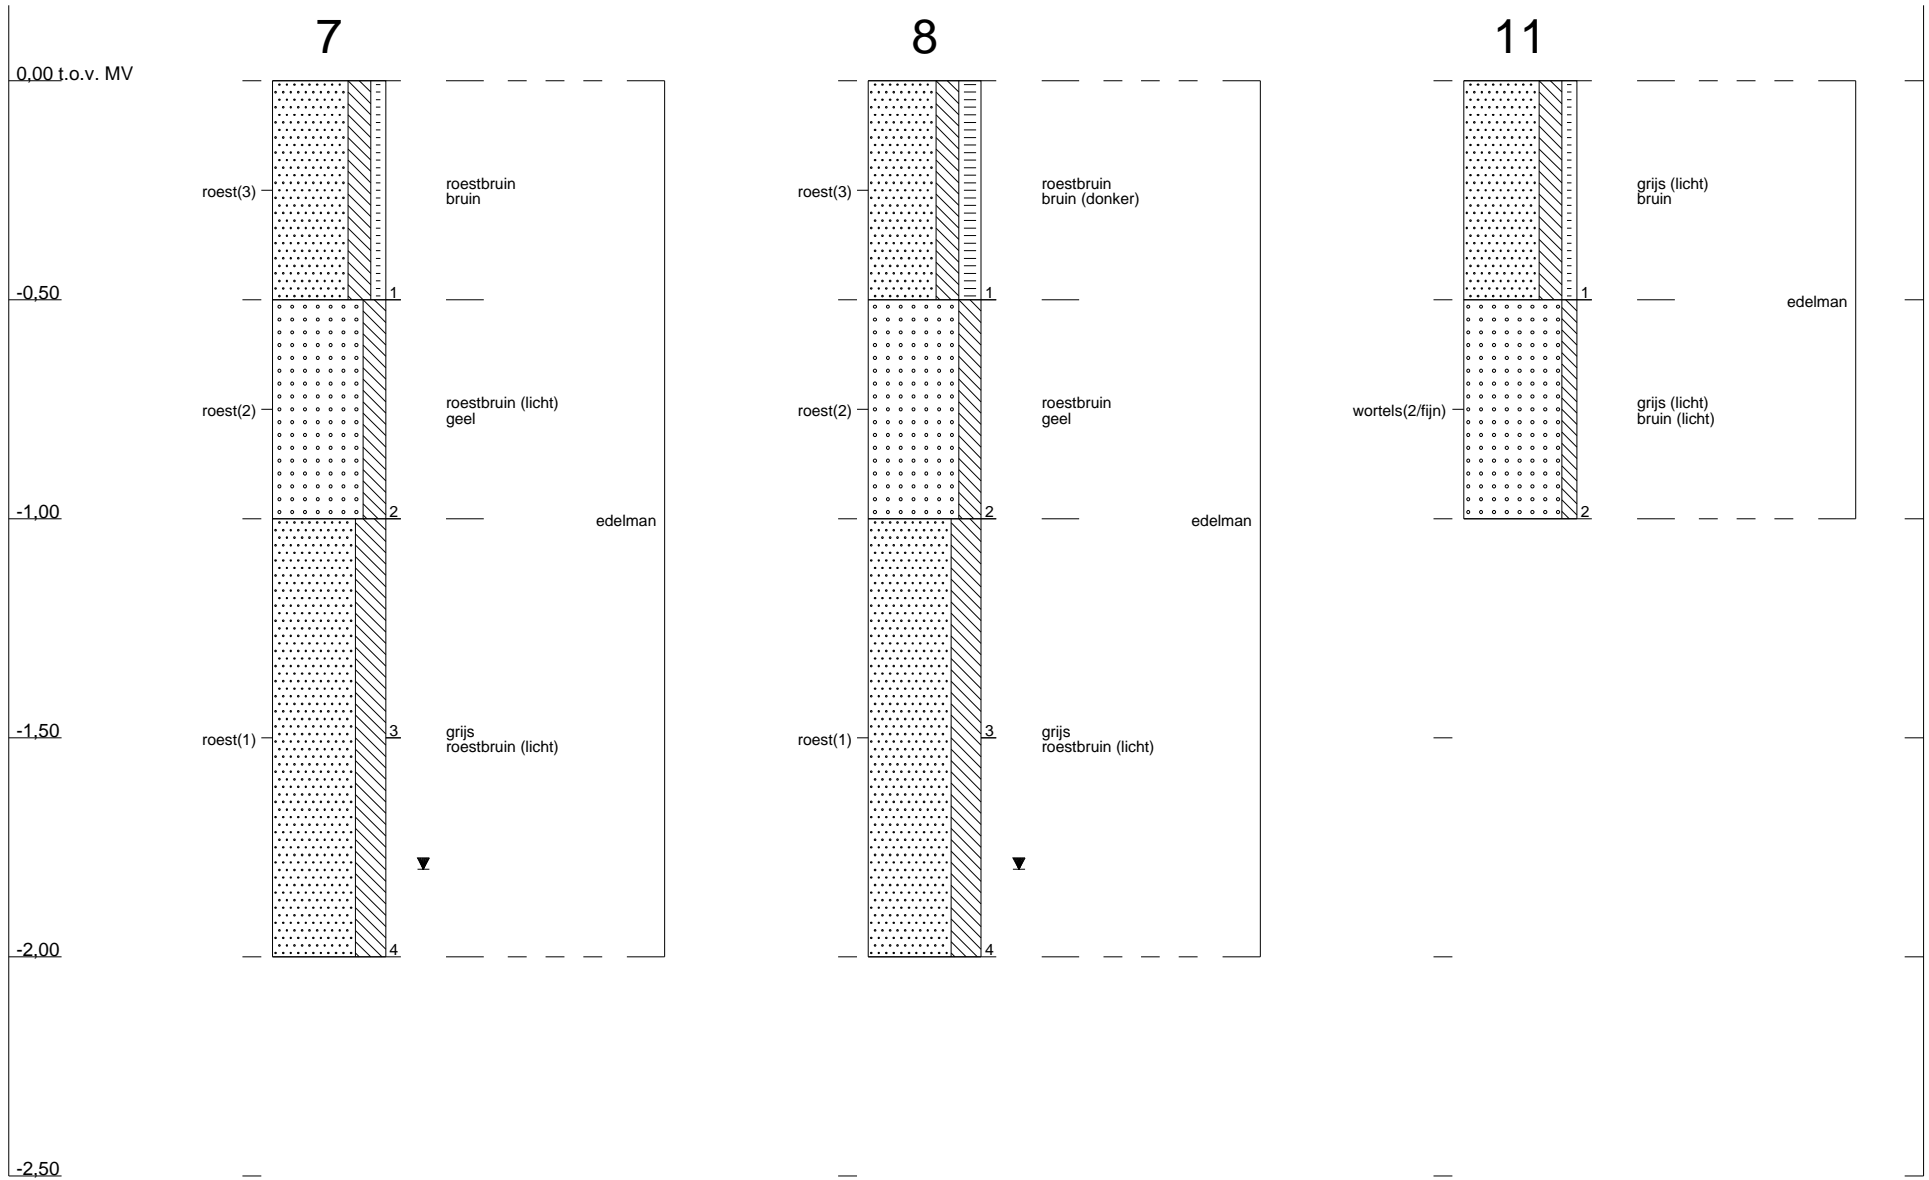 7
8
11
0,00 t.o.v. MV
roest(3)
roestbruin
bruin
1
roest(3)
roestbruin
bruin (donker)
1
grijs (licht)
bruin
1
-0,50
edelman
roest(2)
roestbruin (licht)
geel
2
roest(2)
roestbruin
geel
2
wortels(2/fijn)
grijs (licht)
bruin (licht)
2
-1,00
edelman
edelman
-1,50
roest(1)
3
grijs
roestbruin (licht)
roest(1)
3
grijs
roestbruin (licht)
-2,00
4
4
-2,50